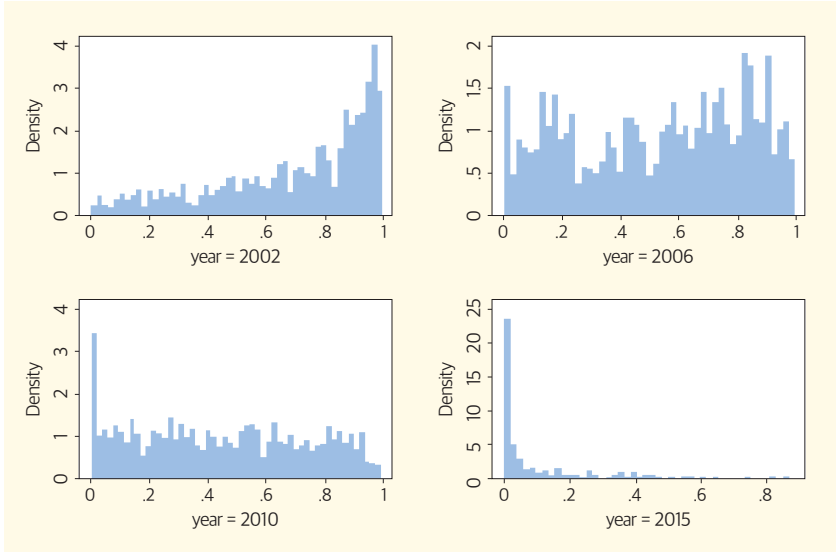 Density
4
3
2
1
0
0 .2 .4 .6 .8 1
year = 2002
Density
2
1.5
1
.5
0
0 .2 .4 .6 .8 1
year = 2006
Density
4
3
2
1
0
0 .2 .4 .6 .8 1
year = 2010
Density
25
20
15
10
5
0
0 .2 .4 .6 .8
year = 2015